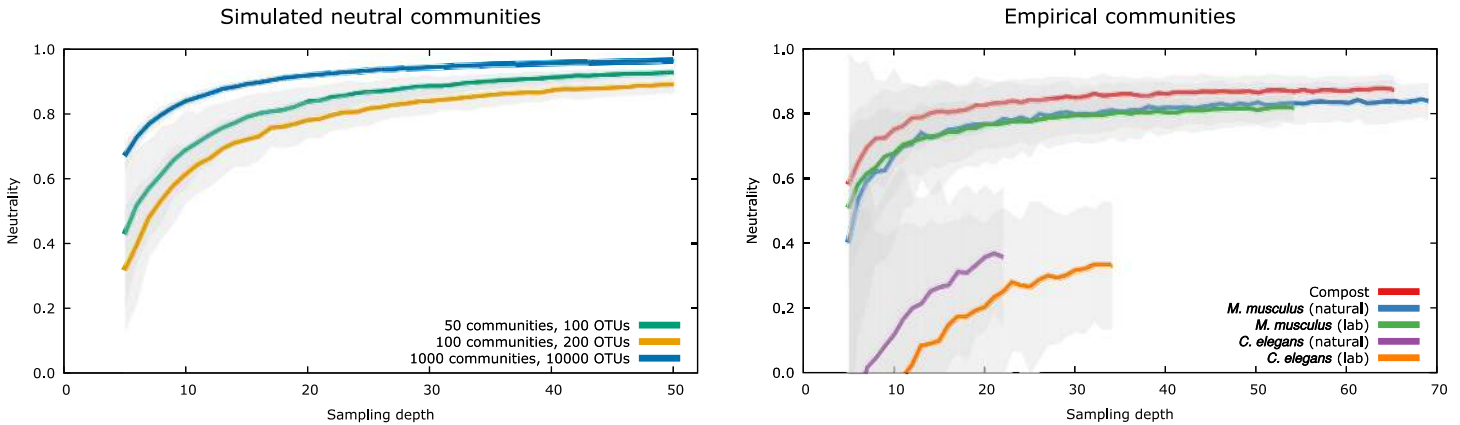 Simulated neutral communities
1.0
0.8
0.6
0.4
0.2
0.0
Neutrality
0
10
20
30
40
50
Sampling depth
50 communities, 100 OTUs
100 communities, 200 OTUs
1000 communities, 10000 OTUs
Empirical communities
1.0
0.8
0.6
0.4
0.2
0.0
Neutrality
0
10
20
30
40
50
60
70
Sampling depth
Compost
M. musculus (natural)
M. musculus (lab)
C. elegans (natural)
C. elegans (lab)